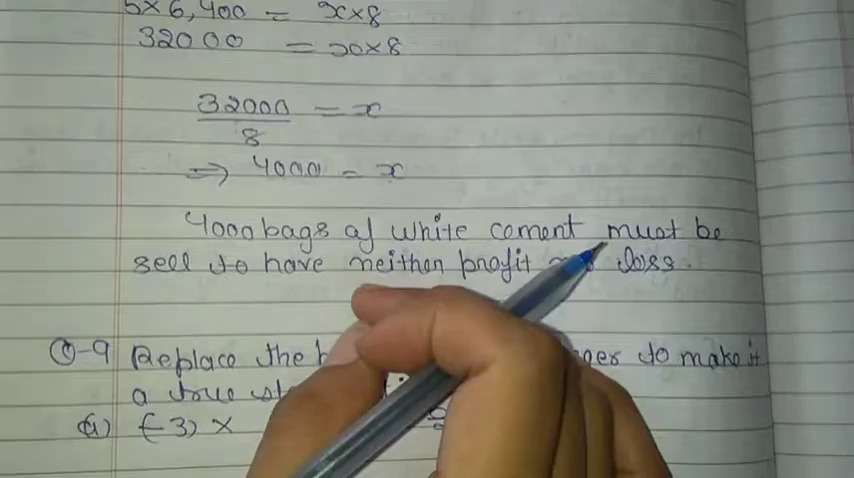 5×6,400 = x×8
32000 = x×8
32000/8 = x
⇒ 4000 = x
4000 bags of white cement must be
sell to have neither profit loss.
Q-9 Replace the to make it
a true
(a) (-3) ×